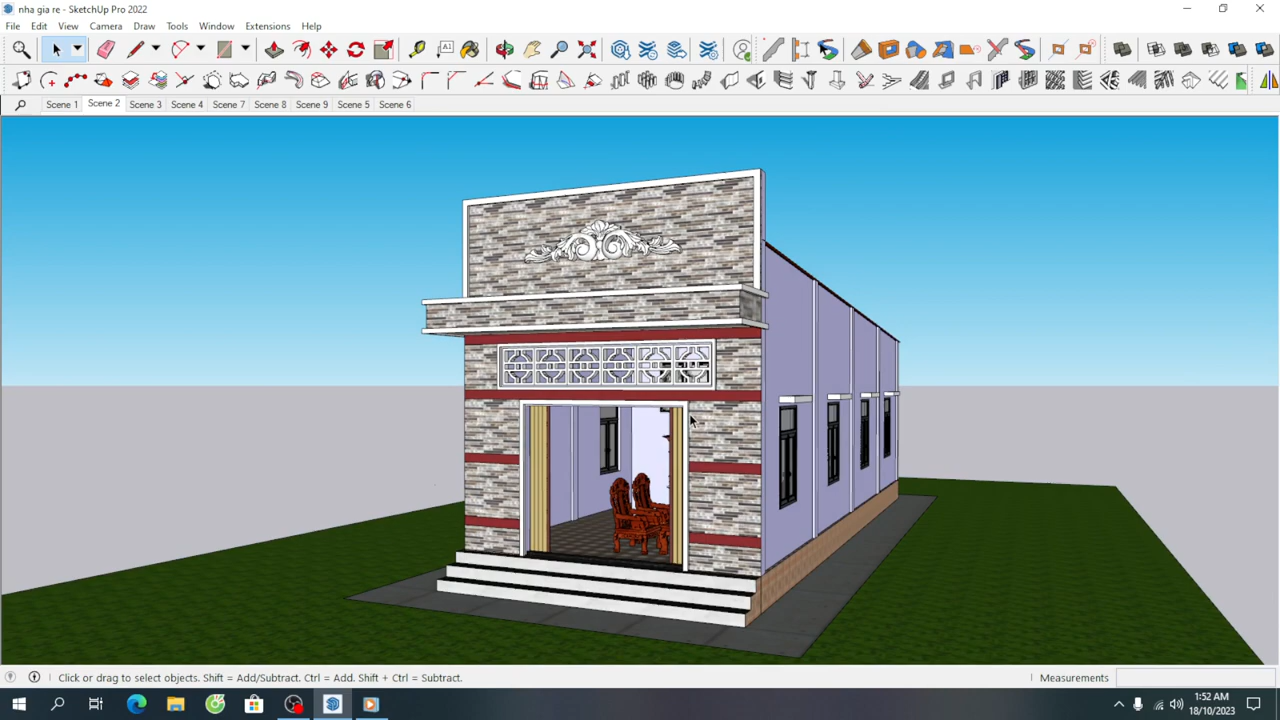 nha gia re - SketchUp Pro 2022
File Edit View Camera Draw Tools Window Extensions Help
Scene 1 Scene 2 Scene 3 Scene 4 Scene 7 Scene 8 Scene 9 Scene 5 Scene 6
Click or drag to select objects. Shift = Add/Subtract. Ctrl = Add. Shift + Ctrl = Subtract. Measurements
1:52 AM
18/10/2023